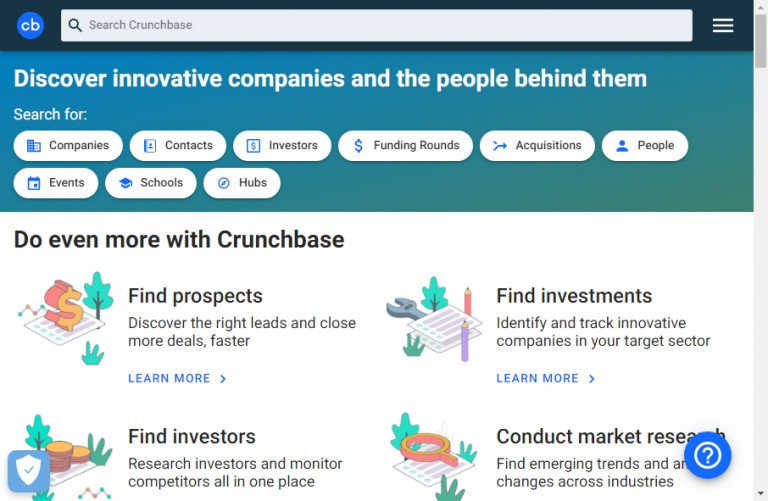 cb
Search Crunchbase
Discover innovative companies and the people behind them
Search for:
Companies
Contacts
Investors
Funding Rounds
Acquisitions
People
Events
Schools
Hubs
Do even more with Crunchbase
Find prospects
Discover the right leads and close
more deals, faster
LEARN MORE
Find investments
Identify and track innovative
companies in your target sector
LEARN MORE
Find investors
Research investors and monitor
competitors all in one place
Conduct market research
Find emerging trends and
changes across industries